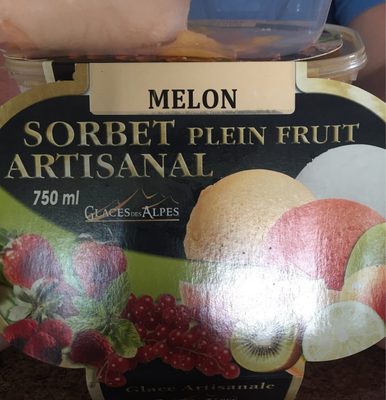 MELON
SORBET PLEIN FRUIT
ARTISANAL
750 ml
GLACES DES ALPES
Glace Artisanale